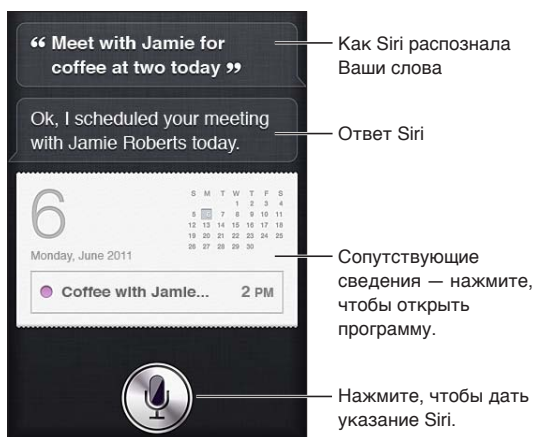 “ Meet with Jamie for
coffee at two today ”
Как Siri распознала
Ваши слова
Ok, I scheduled your meeting
with Jamie Roberts today.
Ответ Siri
6
Monday, June 2011
S M T W T F S
1 2 3 4
5 6 7 8 9 10 11
12 13 14 15 16 17 18
19 20 21 22 23 24 25
26 27 28 29 30
Coffee with Jamie... 2 PM
Сопутствующие
сведения — нажмите,
чтобы открыть
программу.
Нажмите, чтобы дать
указание Siri.